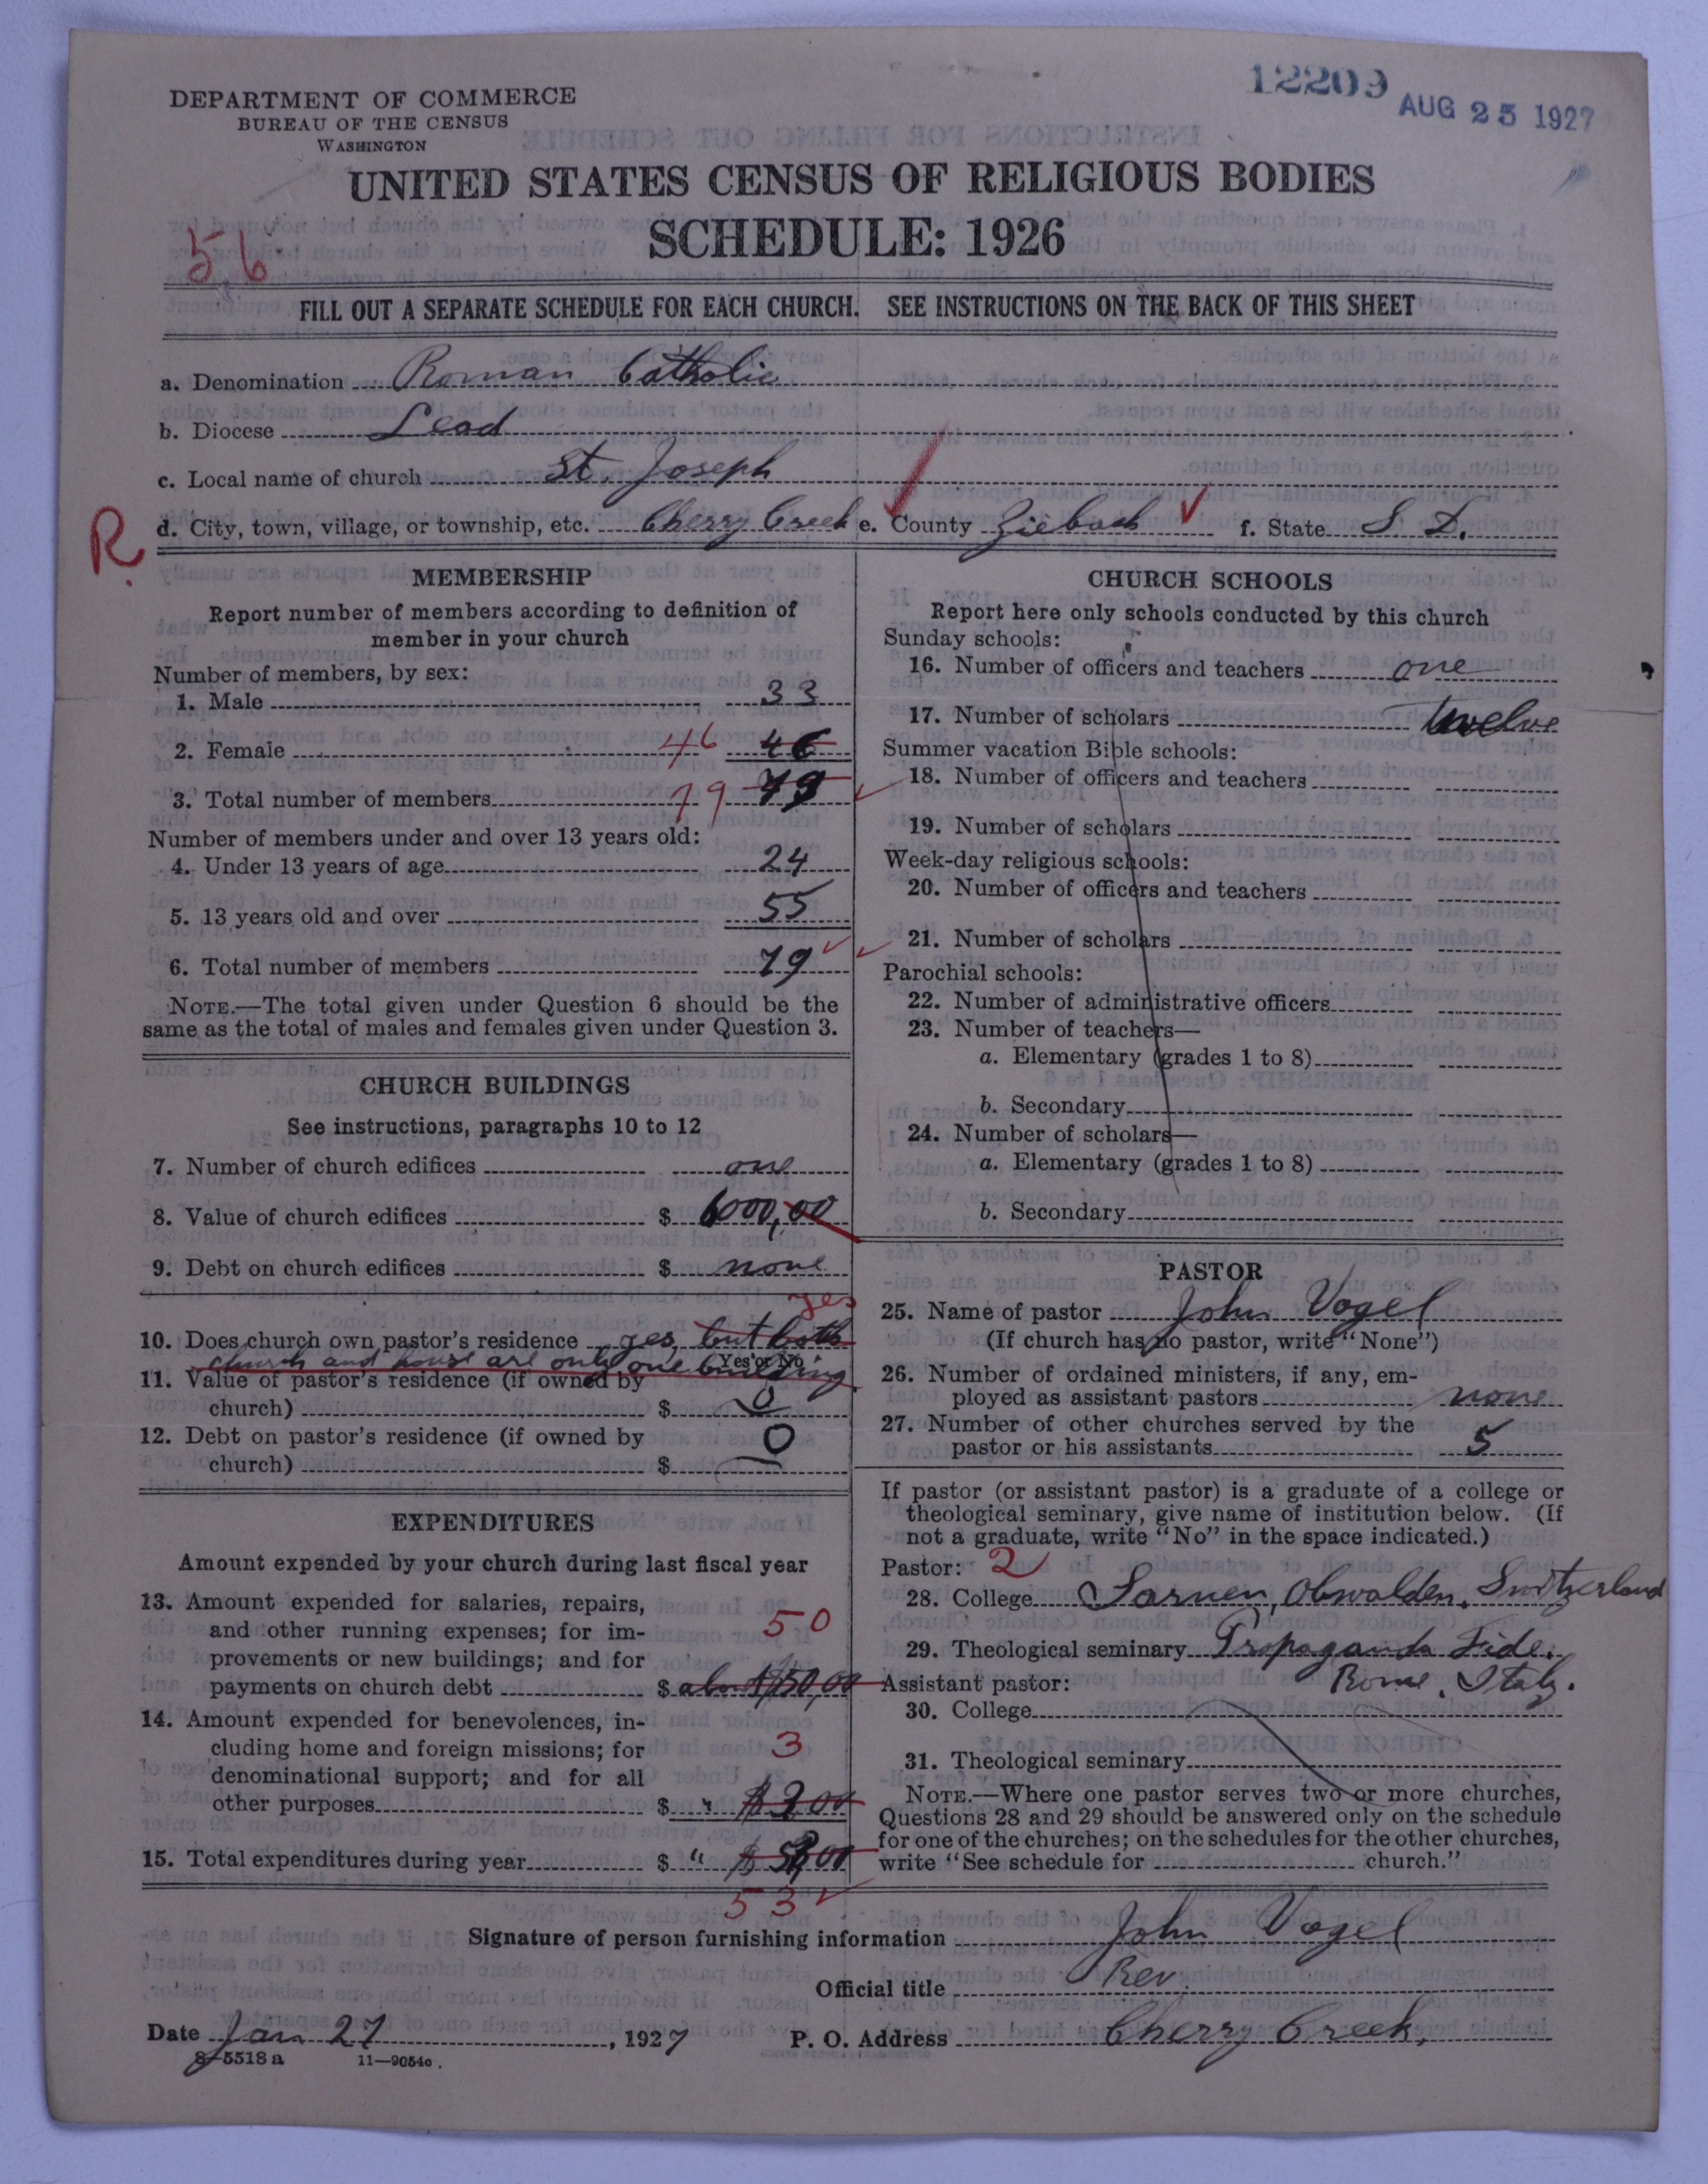 12209
AUG 25 1927
DEPARTMENT OF COMMERCE
BUREAU OF THE CENSUS
WASHINGTON
UNITED STATES CENSUS OF RELIGIOUS BODIES
SCHEDULE: 1926
56
FILL OUT A SEPARATE SCHEDULE FOR EACH CHURCH. SEE INSTRUCTIONS ON THE BACK OF THIS SHEET
a. Denomination Roman Catholic
b. Diocese Lead
c. Local name of church St. Joseph
R. d. City, town, village, or township, etc. Cherry Creek e. County Ziebach f. State S D.
MEMBERSHIP
Report number of members according to definition of
member in your church
Number of members, by sex:
1. Male 33
2. Female 46 46
3. Total number of members 79 79
Number of members under and over 13 years old:
4. Under 13 years of age 24
5. 13 years old and over 55
6. Total number of members 79
NOTE.—The total given under Question 6 should be the
same as the total of males and females given under Question 3.
CHURCH BUILDINGS
See instructions, paragraphs 10 to 12
7. Number of church edifices one
8. Value of church edifices $ 6000,00
9. Debt on church edifices $ none
yes
10. Does church own pastor's residence yes, but both
Yes or No
church and house are only one building
11. Value of pastor's residence (if owned by
church) $ 0
12. Debt on pastor's residence (if owned by
church) $ 0
EXPENDITURES
Amount expended by your church during last fiscal year
13. Amount expended for salaries, repairs,
and other running expenses; for im-
provements or new buildings; and for
50
payments on church debt $ about $50,00
14. Amount expended for benevolences, in-
cluding home and foreign missions; for
3
denominational support; and for all
other purposes $ " $3 00
15. Total expenditures during year $ " $ 53,00
53
CHURCH SCHOOLS
Report here only schools conducted by this church
Sunday schools:
16. Number of officers and teachers one
17. Number of scholars twelve
Summer vacation Bible schools:
18. Number of officers and teachers
19. Number of scholars
Week-day religious schools:
20. Number of officers and teachers
21. Number of scholars
Parochial schools:
22. Number of administrative officers
23. Number of teachers—
a. Elementary (grades 1 to 8)
b. Secondary
24. Number of scholars—
a. Elementary (grades 1 to 8)
b. Secondary
PASTOR
25. Name of pastor John Vogel
(If church has no pastor, write "None")
26. Number of ordained ministers, if any, em-
ployed as assistant pastors none
27. Number of other churches served by the
pastor or his assistants 5
If pastor (or assistant pastor) is a graduate of a college or
theological seminary, give name of institution below. (If
not a graduate, write "No" in the space indicated.)
Pastor: 2
28. College Sarnen, Obwalden, Switzerland
29. Theological seminary Propaganda Fide.
Rome, Italy.
Assistant pastor:
30. College
31. Theological seminary
NOTE.—Where one pastor serves two or more churches,
Questions 28 and 29 should be answered only on the schedule
for one of the churches; on the schedules for the other churches,
write "See schedule for church."
Signature of person furnishing information John Vogel
Official title Rev.
Date Jan 27, 1927 P. O. Address Cherry Creek.
8-5518 a 11—9054c